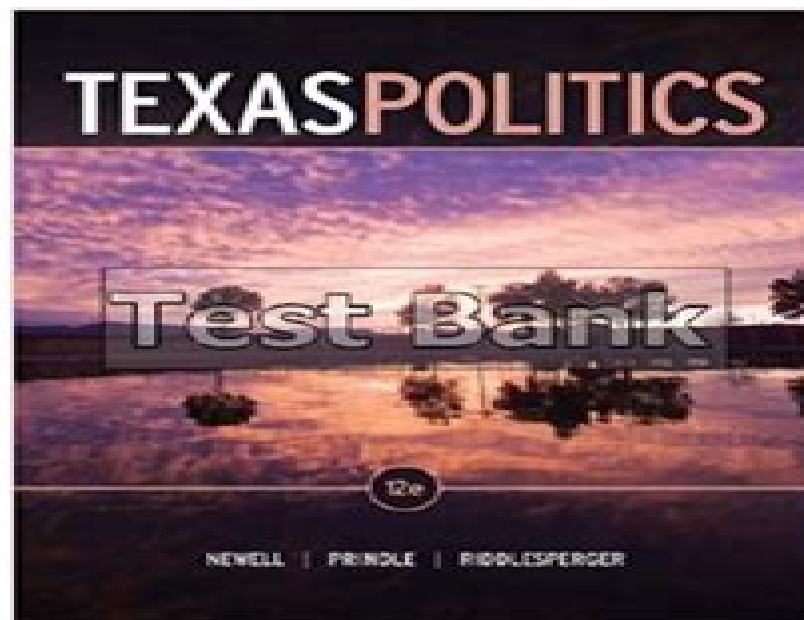 TEXASPOLITICS
Test Bank
12e
NEWELL | PRINDLE | RIDDLESPERGER